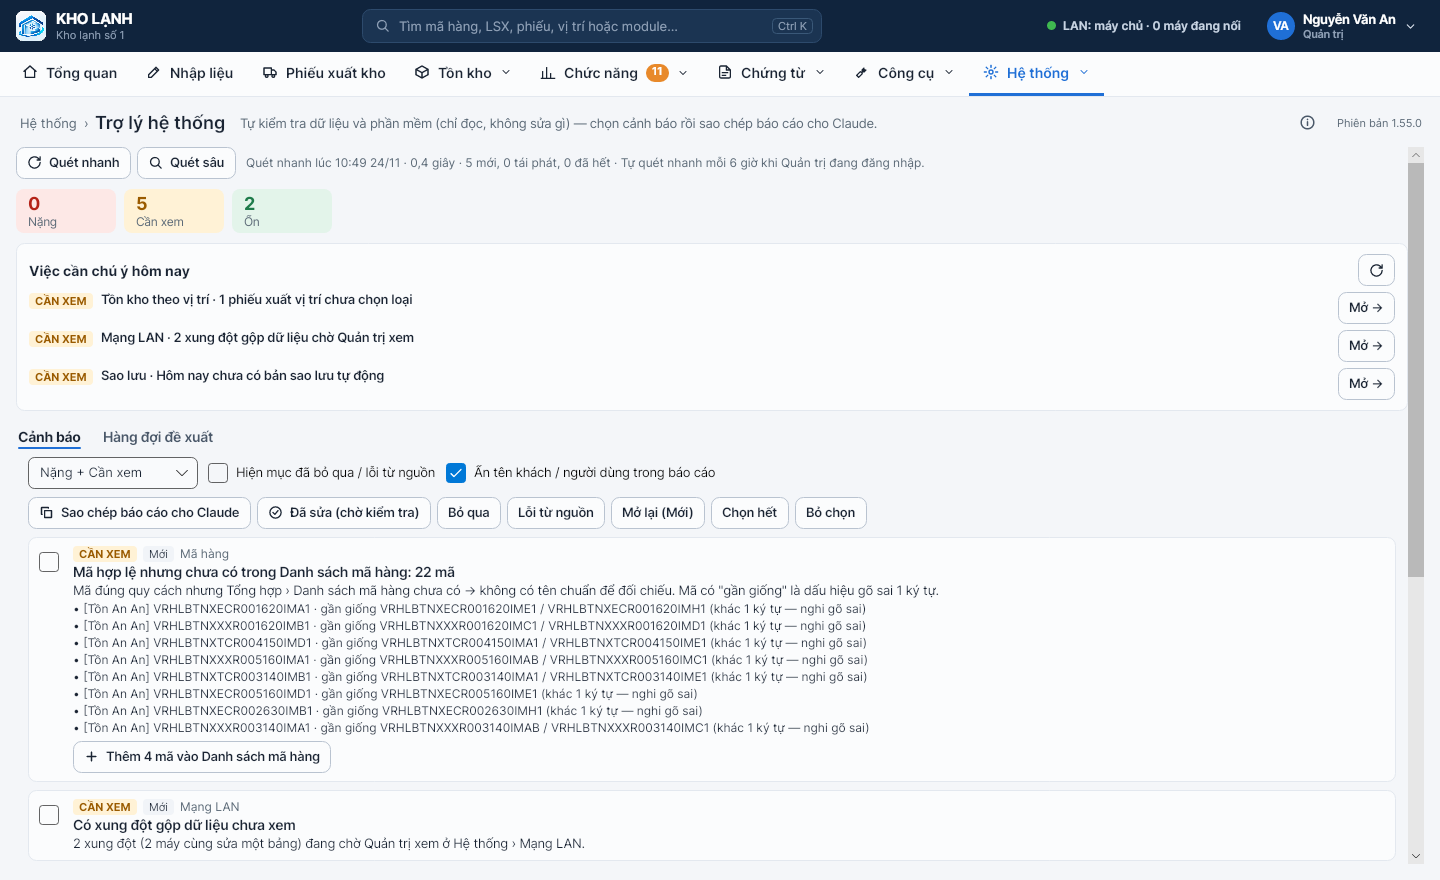 KHO LẠNH
Kho lạnh số 1
Tìm mã hàng, LSX, phiếu, vị trí hoặc module...
Ctrl K
LAN: máy chủ · 0 máy đang nối
VA
Nguyễn Văn An
Quản trị
Tổng quan
Nhập liệu
Phiếu xuất kho
Tồn kho
Chức năng
11
Chứng từ
Công cụ
Hệ thống
Hệ thống › Trợ lý hệ thống
Tự kiểm tra dữ liệu và phần mềm (chỉ đọc, không sửa gì) — chọn cảnh báo rồi sao chép báo cáo cho Claude.
Phiên bản 1.55.0
Quét nhanh
Quét sâu
Quét nhanh lúc 10:49 24/11 · 0,4 giây · 5 mới, 0 tái phát, 0 đã hết · Tự quét nhanh mỗi 6 giờ khi Quản trị đang đăng nhập.
0
Nặng
5
Cần xem
2
Ổn
Việc cần chú ý hôm nay
CẦN XEM Tồn kho theo vị trí · 1 phiếu xuất vị trí chưa chọn loại
Mở →
CẦN XEM Mạng LAN · 2 xung đột gộp dữ liệu chờ Quản trị xem
Mở →
CẦN XEM Sao lưu · Hôm nay chưa có bản sao lưu tự động
Mở →
Cảnh báo
Hàng đợi đề xuất
Nặng + Cần xem
Hiện mục đã bỏ qua / lỗi từ nguồn
Ẩn tên khách / người dùng trong báo cáo
Sao chép báo cáo cho Claude
Đã sửa (chờ kiểm tra)
Bỏ qua
Lỗi từ nguồn
Mở lại (Mới)
Chọn hết
Bỏ chọn
CẦN XEM Mới Mã hàng
Mã hợp lệ nhưng chưa có trong Danh sách mã hàng: 22 mã
Mã đúng quy cách nhưng Tổng hợp › Danh sách mã hàng chưa có → không có tên chuẩn để đối chiếu. Mã có "gần giống" là dấu hiệu gõ sai 1 ký tự.
• [Tồn An An] VRHLBTNXECR001620IMA1 · gần giống VRHLBTNXECR001620IME1 / VRHLBTNXECR001620IMH1 (khác 1 ký tự — nghi gõ sai)
• [Tồn An An] VRHLBTNXXXR001620IMB1 · gần giống VRHLBTNXXXR001620IMC1 / VRHLBTNXXXR001620IMD1 (khác 1 ký tự — nghi gõ sai)
• [Tồn An An] VRHLBTNXTCR004150IMD1 · gần giống VRHLBTNXTCR004150IMA1 / VRHLBTNXTCR004150IME1 (khác 1 ký tự — nghi gõ sai)
• [Tồn An An] VRHLBTNXXXR005160IMA1 · gần giống VRHLBTNXXXR005160IMAB / VRHLBTNXXXR005160IMC1 (khác 1 ký tự — nghi gõ sai)
• [Tồn An An] VRHLBTNXTCR003140IMB1 · gần giống VRHLBTNXTCR003140IMA1 / VRHLBTNXTCR003140IME1 (khác 1 ký tự — nghi gõ sai)
• [Tồn An An] VRHLBTNXECR005160IMD1 · gần giống VRHLBTNXECR005160IME1 (khác 1 ký tự — nghi gõ sai)
• [Tồn An An] VRHLBTNXECR002630IMB1 · gần giống VRHLBTNXECR002630IMH1 (khác 1 ký tự — nghi gõ sai)
• [Tồn An An] VRHLBTNXXXR003140IMA1 · gần giống VRHLBTNXXXR003140IMAB / VRHLBTNXXXR003140IMC1 (khác 1 ký tự — nghi gõ sai)
Thêm 4 mã vào Danh sách mã hàng
CẦN XEM Mới Mạng LAN
Có xung đột gộp dữ liệu chưa xem
2 xung đột (2 máy cùng sửa một bảng) đang chờ Quản trị xem ở Hệ thống › Mạng LAN.